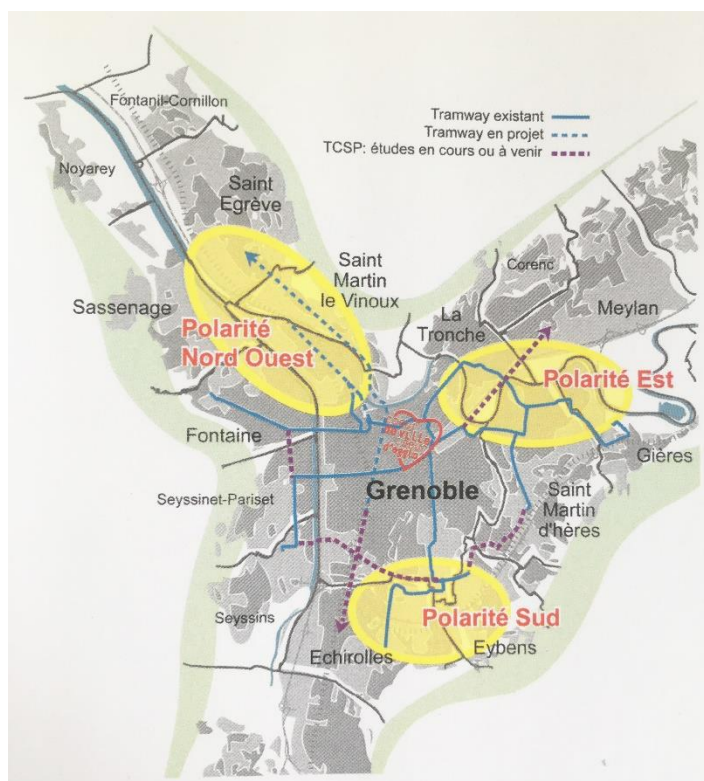 Fontanil-Cornillon
Tramway existant
Tramway en projet
TCSP: études en cours ou à venir
Noyarey
Saint
Egrève
Saint
Martin
le Vinoux
Corenc
Meylan
La
Tronche
Sassenage
Polarité
Nord Ouest
Polarité Est
Fontaine
Grenoble
Gières
Seyssinet-Pariset
Saint
Martin
d'hères
Seyssins
Polarité Sud
Echirolles
Eybens